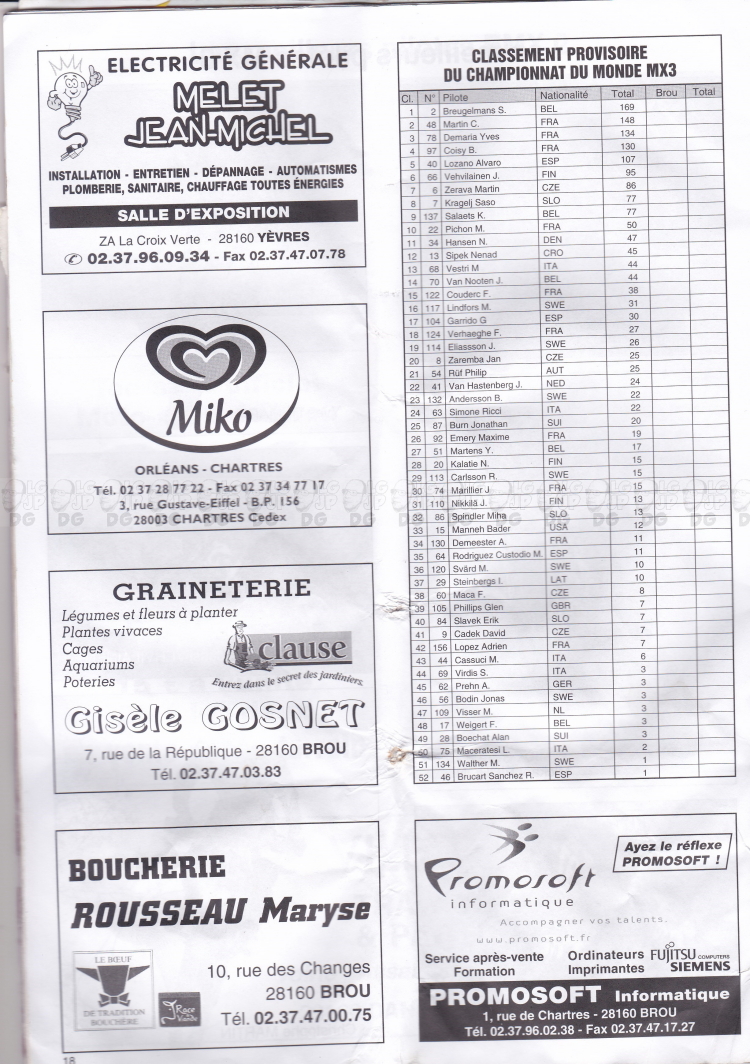 ELECTRICITÉ GÉNÉRALE
MELET
JEAN-MICHEL
INSTALLATION - ENTRETIEN - DÉPANNAGE - AUTOMATISMES
PLOMBERIE, SANITAIRE, CHAUFFAGE TOUTES ÉNERGIES
SALLE D'EXPOSITION
ZA La Croix Verte - 28160 YÈVRES
02.37.96.09.34 - Fax 02.37.47.07.78
Miko
ORLÉANS - CHARTRES
Tél. 02 37 28 77 22 - Fax 02 37 34 77 17
3, rue Gustave-Eiffel - B.P. 156
28003 CHARTRES Cedex
GRAINETERIE
Légumes et fleurs à planter
Plantes vivaces
Cages
Aquariums
Poteries
clause
Entrez dans le secret des jardiniers.
Gisèle GOSNET
7, rue de la République - 28160 BROU
Tél. 02.37.47.03.83
BOUCHERIE
ROUSSEAU Maryse
LE BŒUF
DE TRADITION
BOUCHÈRE
Race
Viande
10, rue des Changes
28160 BROU
Tél. 02.37.47.00.75
18
CLASSEMENT PROVISOIRE
DU CHAMPIONNAT DU MONDE MX3
Cl. N° Pilote Nationalité Total Brou Total
1 2 Breugelmans S. BEL 169
2 48 Martin C. FRA 148
3 78 Demaria Yves FRA 134
4 97 Coisy B. FRA 130
5 40 Lozano Alvaro ESP 107
6 66 Vehvilainen J. FIN 95
7 6 Zerava Martin CZE 86
8 7 Kragelj Saso SLO 77
9 137 Salaets K. BEL 77
10 22 Pichon M. FRA 50
11 34 Hansen N. DEN 47
12 13 Sipek Nenad CRO 45
13 68 Vestri M ITA 44
14 70 Van Nooten J. BEL 44
15 122 Couderc F. FRA 38
16 117 Lindfors M. SWE 31
17 104 Garrido G ESP 30
18 124 Verhaeghe F. FRA 27
19 114 Eliassson J. SWE 26
20 8 Zaremba Jan CZE 25
21 54 Rüf Philip AUT 25
22 41 Van Hastenberg J. NED 24
23 132 Andersson B. SWE 22
24 63 Simone Ricci ITA 22
25 87 Burn Jonathan SUI 20
26 92 Emery Maxime FRA 19
27 51 Martens Y. BEL 17
28 20 Kalatie N. FIN 15
29 113 Carlsson R. SWE 15
30 74 Marillier J FRA 15
31 110 Nikkilä J. FIN 13
32 86 Spindler Miha SLO 13
33 15 Manneh Bader USA 12
34 130 Demeester A. FRA 11
35 64 Rodriguez Custodio M. ESP 11
36 120 Svärd M. SWE 10
37 29 Steinbergs I. LAT 10
38 60 Maca F. CZE 8
39 105 Phillips Glen GBR 7
40 84 Slavek Erik SLO 7
41 9 Cadek David CZE 7
42 156 Lopez Adrien FRA 7
43 44 Cassuci M. ITA 6
44 69 Virdis S. ITA 3
45 62 Prehn A. GER 3
46 56 Bodin Jonas SWE 3
47 109 Visser M. NL 3
48 17 Weigert F. BEL 3
49 28 Boechat Alan SUI 3
50 75 Maceratesi L. ITA 2
51 134 Walther M. SWE 1
52 46 Brucart Sanchez R. ESP 1
Promosoft
informatique
Ayez le réflexe
PROMOSOFT !
Accompagner vos talents.
www.promosoft.fr
Service après-vente
Formation
Ordinateurs
Imprimantes
FUJITSU COMPUTERS
SIEMENS
PROMOSOFT Informatique
1, rue de Chartres - 28160 BROU
Tél. 02.37.96.02.38 - Fax 02.37.47.17.27